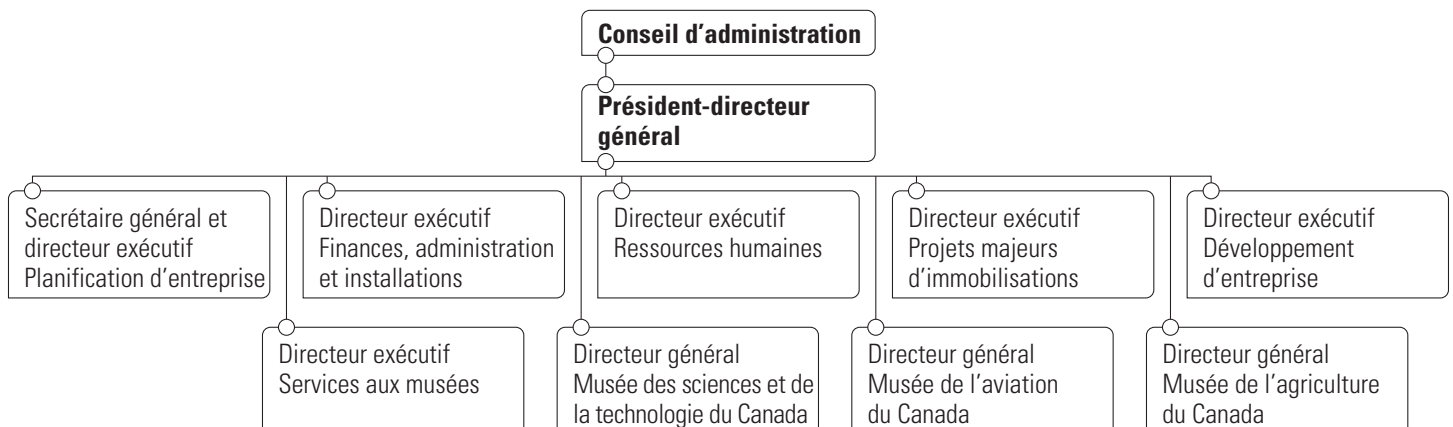 Conseil d’administration
Président-directeur
général
Secrétaire général et
directeur exécutif
Planification d’entreprise
Directeur exécutif
Finances, administration
et installations
Directeur exécutif
Ressources humaines
Directeur exécutif
Projets majeurs
d’immobilisations
Directeur exécutif
Développement
d’entreprise
Directeur exécutif
Services aux musées
Directeur général
Musée des sciences et de
la technologie du Canada
Directeur général
Musée de l’aviation
du Canada
Directeur général
Musée de l’agriculture
du Canada